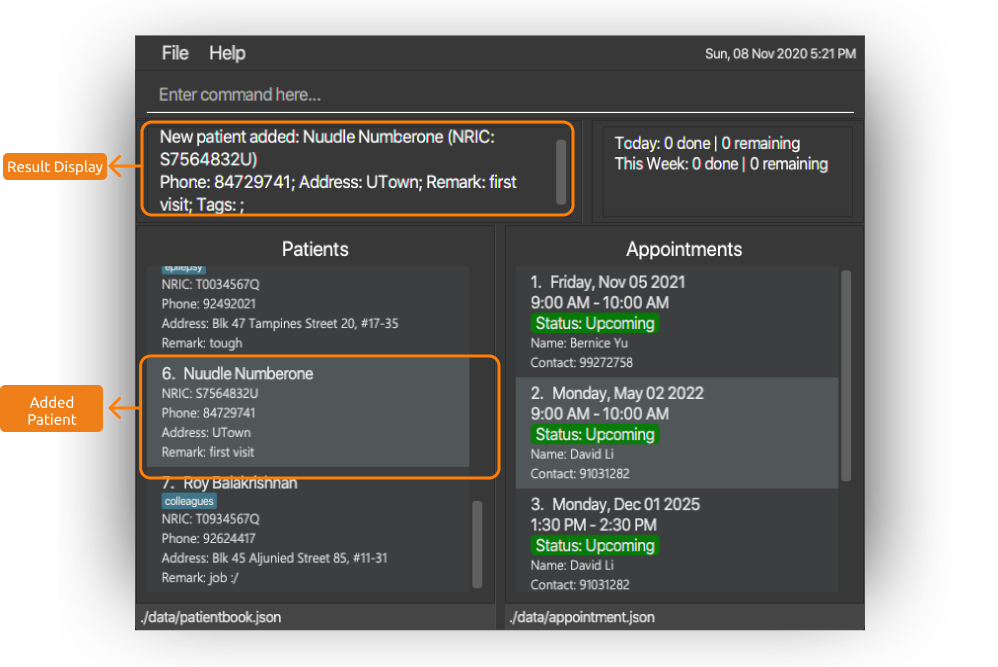 File Help
Sun, 08 Nov 2020 5:21 PM
Enter command here...
Result Display
New patient added: Nuudle Numberone (NRIC:
S7564832U)
Phone: 84729741; Address: UTown; Remark: first
visit; Tags: ;
Today: 0 done | 0 remaining
This Week: 0 done | 0 remaining
Patients
epilepsy
NRIC: T0034567Q
Phone: 92492021
Address: Blk 47 Tampines Street 20, #17-35
Remark: tough
Added
Patient
6. Nuudle Numberone
NRIC: S7564832U
Phone: 84729741
Address: UTown
Remark: first visit
7. Roy Balakrishnan
colleagues
NRIC: T0934567Q
Phone: 92624417
Address: Blk 45 Aljunied Street 85, #11-31
Remark: job :/
Appointments
1. Friday, Nov 05 2021
9:00 AM - 10:00 AM
Status: Upcoming
Name: Bernice Yu
Contact: 99272758
2. Monday, May 02 2022
9:00 AM - 10:00 AM
Status: Upcoming
Name: David Li
Contact: 91031282
3. Monday, Dec 01 2025
1:30 PM - 2:30 PM
Status: Upcoming
Name: David Li
Contact: 91031282
./data/patientbook.json
./data/appointment.json